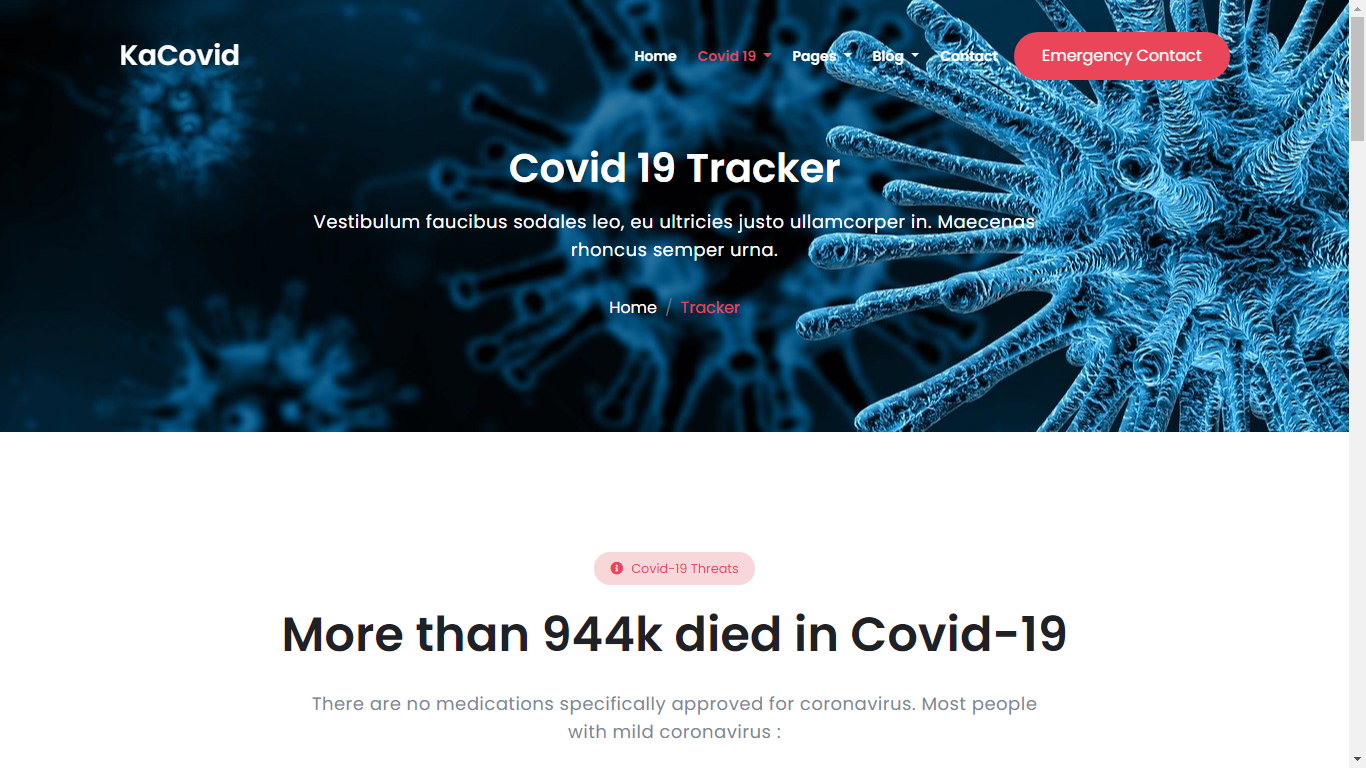 KaCovid
Home Covid 19 Pages Blog Contact Emergency Contact
Covid 19 Tracker
Vestibulum faucibus sodales leo, eu ultricies justo ullamcorper in. Maecenas
rhoncus semper urna.
Home / Tracker
Covid-19 Threats
More than 944k died in Covid-19
There are no medications specifically approved for coronavirus. Most people
with mild coronavirus :